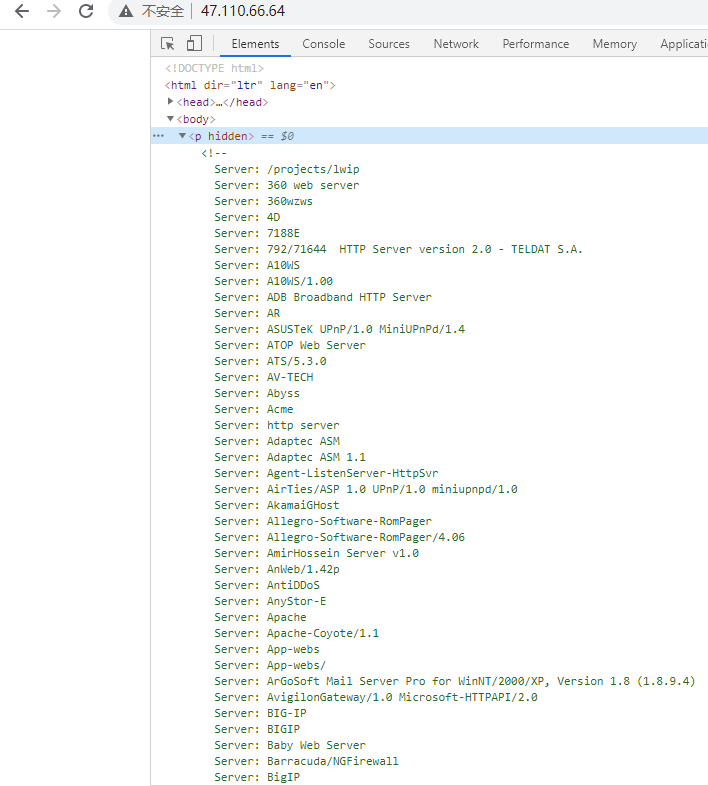 不安全 47.110.66.64
Elements Console Sources Network Performance Memory Applicati
<!DOCTYPE html>
<html dir="ltr" lang="en">
<head>…</head>
<body>
<p hidden> == $0
<!--
Server: /projects/lwip
Server: 360 web server
Server: 360wzws
Server: 4D
Server: 7188E
Server: 792/71644  HTTP Server version 2.0 - TELDAT S.A.
Server: A10WS
Server: A10WS/1.00
Server: ADB Broadband HTTP Server
Server: AR
Server: ASUSTeK UPnP/1.0 MiniUPnPd/1.4
Server: ATOP Web Server
Server: ATS/5.3.0
Server: AV-TECH
Server: Abyss
Server: Acme
Server: http server
Server: Adaptec ASM
Server: Adaptec ASM 1.1
Server: Agent-ListenServer-HttpSvr
Server: AirTies/ASP 1.0 UPnP/1.0 miniupnpd/1.0
Server: AkamaiGHost
Server: Allegro-Software-RomPager
Server: Allegro-Software-RomPager/4.06
Server: AmirHossein Server v1.0
Server: AnWeb/1.42p
Server: AntiDDoS
Server: AnyStor-E
Server: Apache
Server: Apache-Coyote/1.1
Server: App-webs
Server: App-webs/
Server: ArGoSoft Mail Server Pro for WinNT/2000/XP, Version 1.8 (1.8.9.4)
Server: AvigilonGateway/1.0 Microsoft-HTTPAPI/2.0
Server: BIG-IP
Server: BIGIP
Server: Baby Web Server
Server: Barracuda/NGFirewall
Server: BigIP